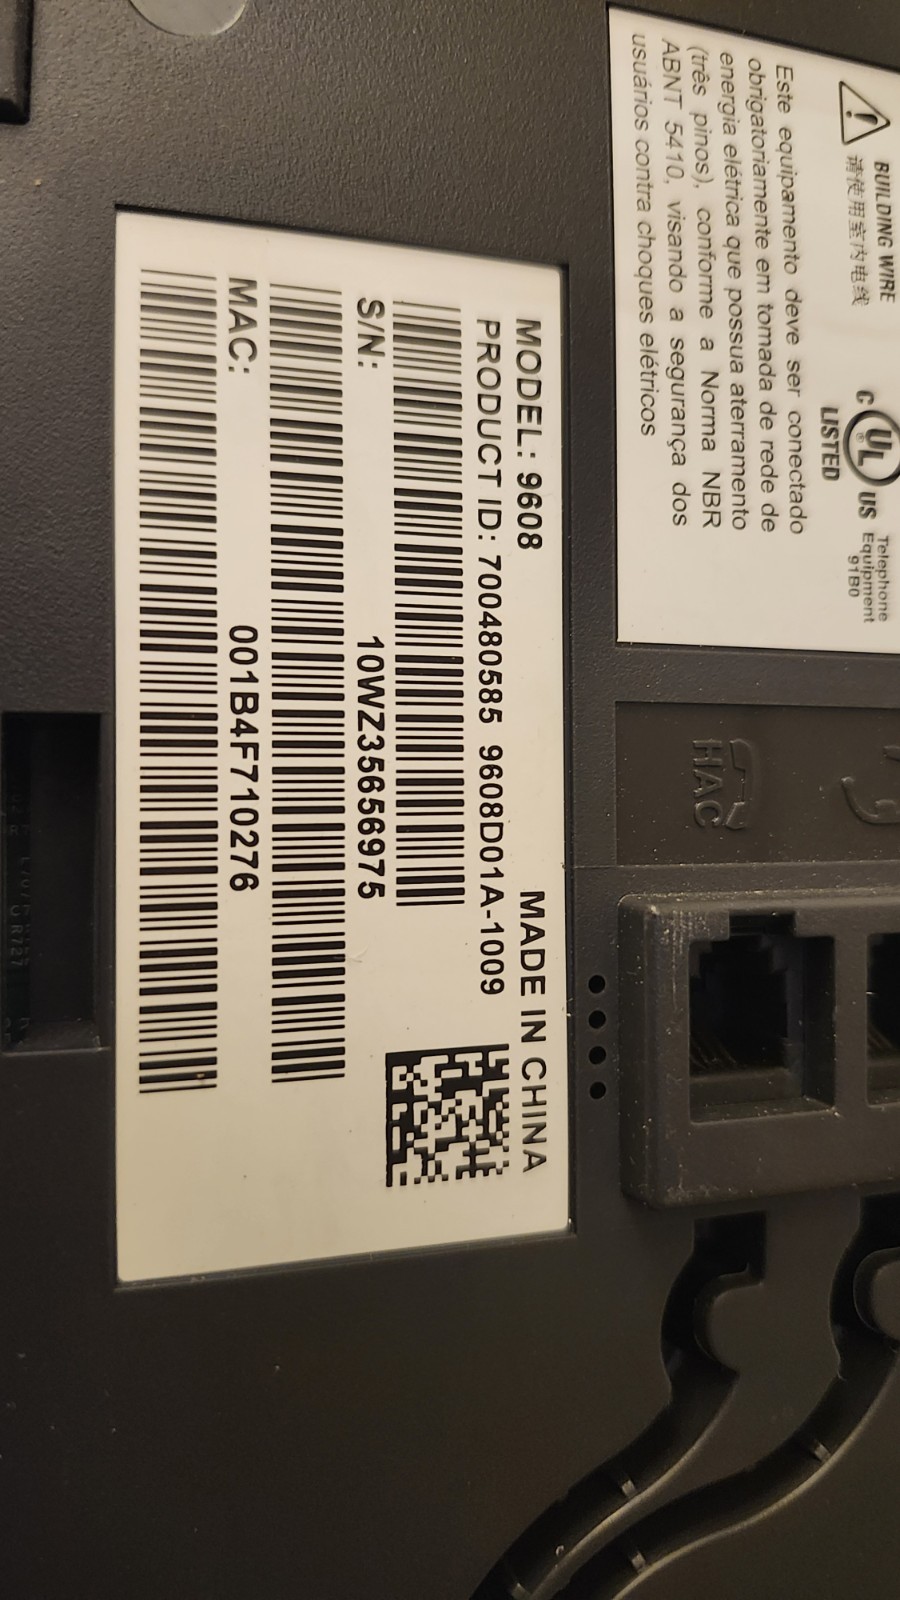 BUILDING WIRE
请使用室内电线
C UL ® US
LISTED
Telephone
Equipment
91B0
Este equipamento deve ser conectado
obrigatoriamente em tomada de rede de
energia elétrica que possua aterramento
(três pinos), conforme a Norma NBR
ABNT 5410, visando a segurança dos
usuários contra choques elétricos
HAC
MODEL: 9608 MADE IN CHINA
PRODUCT ID: 700480585 9608D01A-1009
S/N: 10WZ35656975
MAC: 001B4F710276